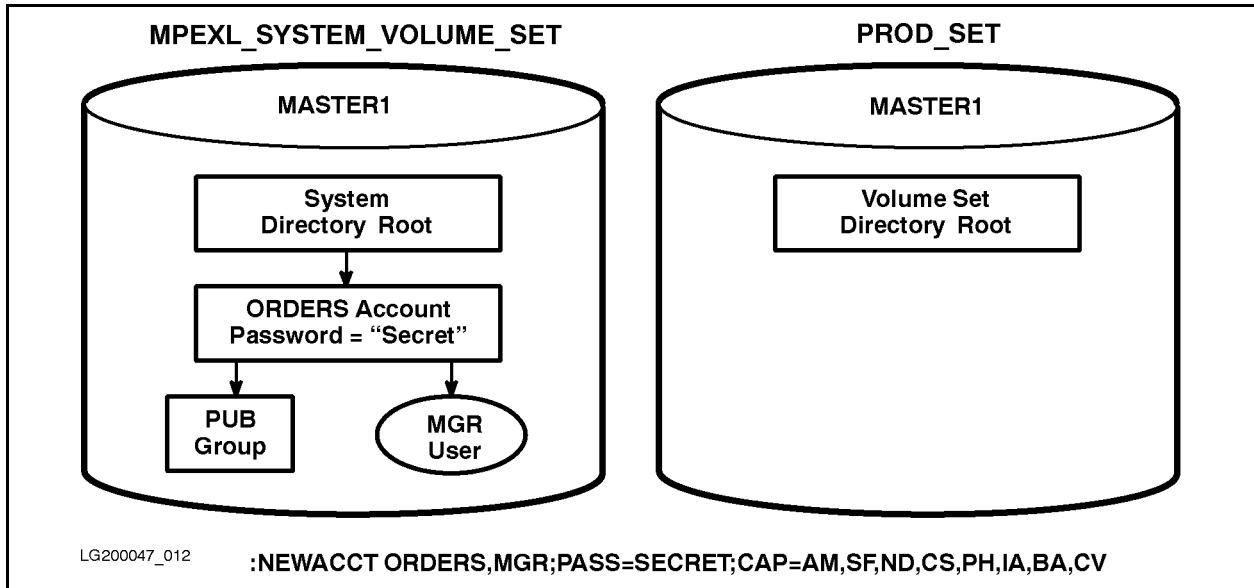 MPEXL_SYSTEM_VOLUME_SET
PROD_SET
MASTER1
MASTER1
System
Directory Root
Volume Set
Directory Root
ORDERS Account
Password = “Secret”
PUB
Group
MGR
User
LG200047_012
:NEWACCT ORDERS,MGR;PASS=SECRET;CAP=AM,SF,ND,CS,PH,IA,BA,CV